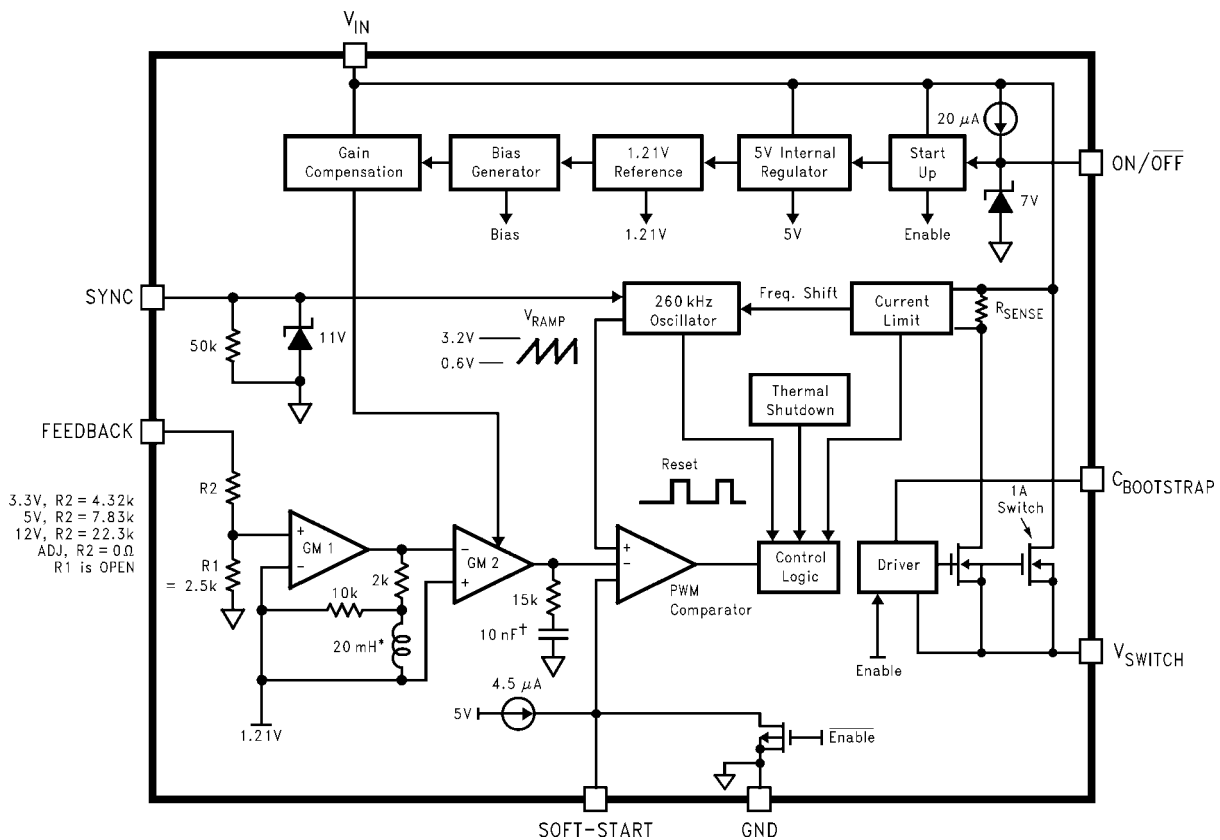 V_IN
20 μA
Gain
Compensation
Bias
Generator
1.21V
Reference
5V Internal
Regulator
Start
Up
ON/O̅F̅F̅
7V
Bias
1.21V
5V
Enable
SYNC
50k
11V
V_RAMP
3.2V
0.6V
260 kHz
Oscillator
Freq. Shift
Current
Limit
R_SENSE
Thermal
Shutdown
FEEDBACK
3.3V, R2 = 4.32k
5V, R2 = 7.83k
12V, R2 = 22.3k
ADJ, R2 = 0Ω
R1 is OPEN
R2
R1
= 2.5k
+
GM 1
−
2k
10k
20 mH*
1.21V
−
GM 2
+
15k
10 nF†
Reset
+
−
PWM
Comparator
Control
Logic
Driver
Enable
1A
Switch
C_BOOTSTRAP
V_SWITCH
4.5 μA
5V
E̅n̅a̅b̅l̅e̅
SOFT-START
GND